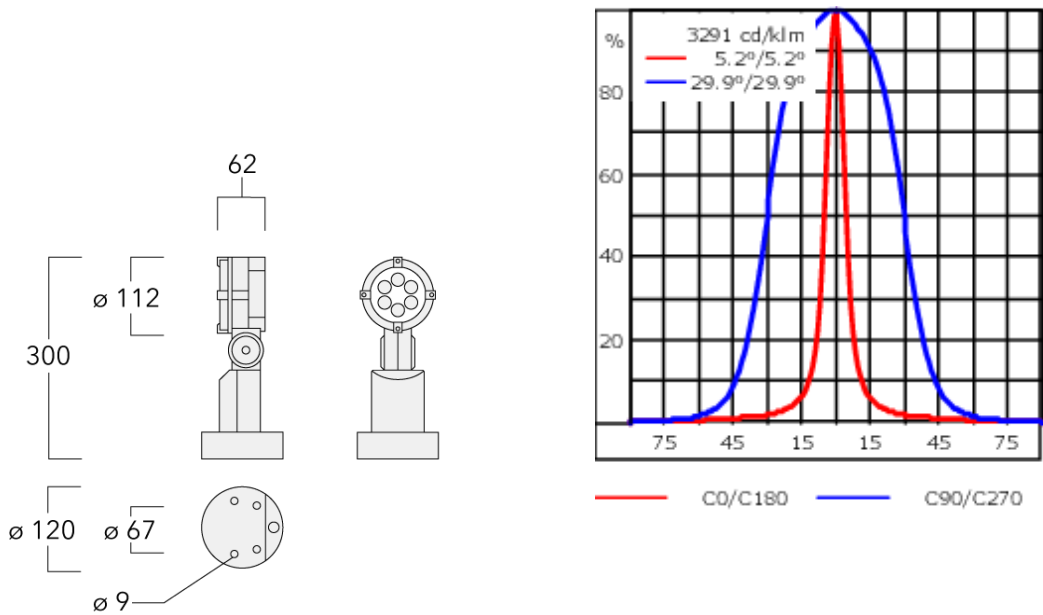 62
ø 112
300
ø 120
ø 67
ø 9
% 3291 cd/klm
5.2º/5.2º
29.9º/29.9º
80
60
40
20
75 45 15 15 45 75
C0/C180 C90/C270